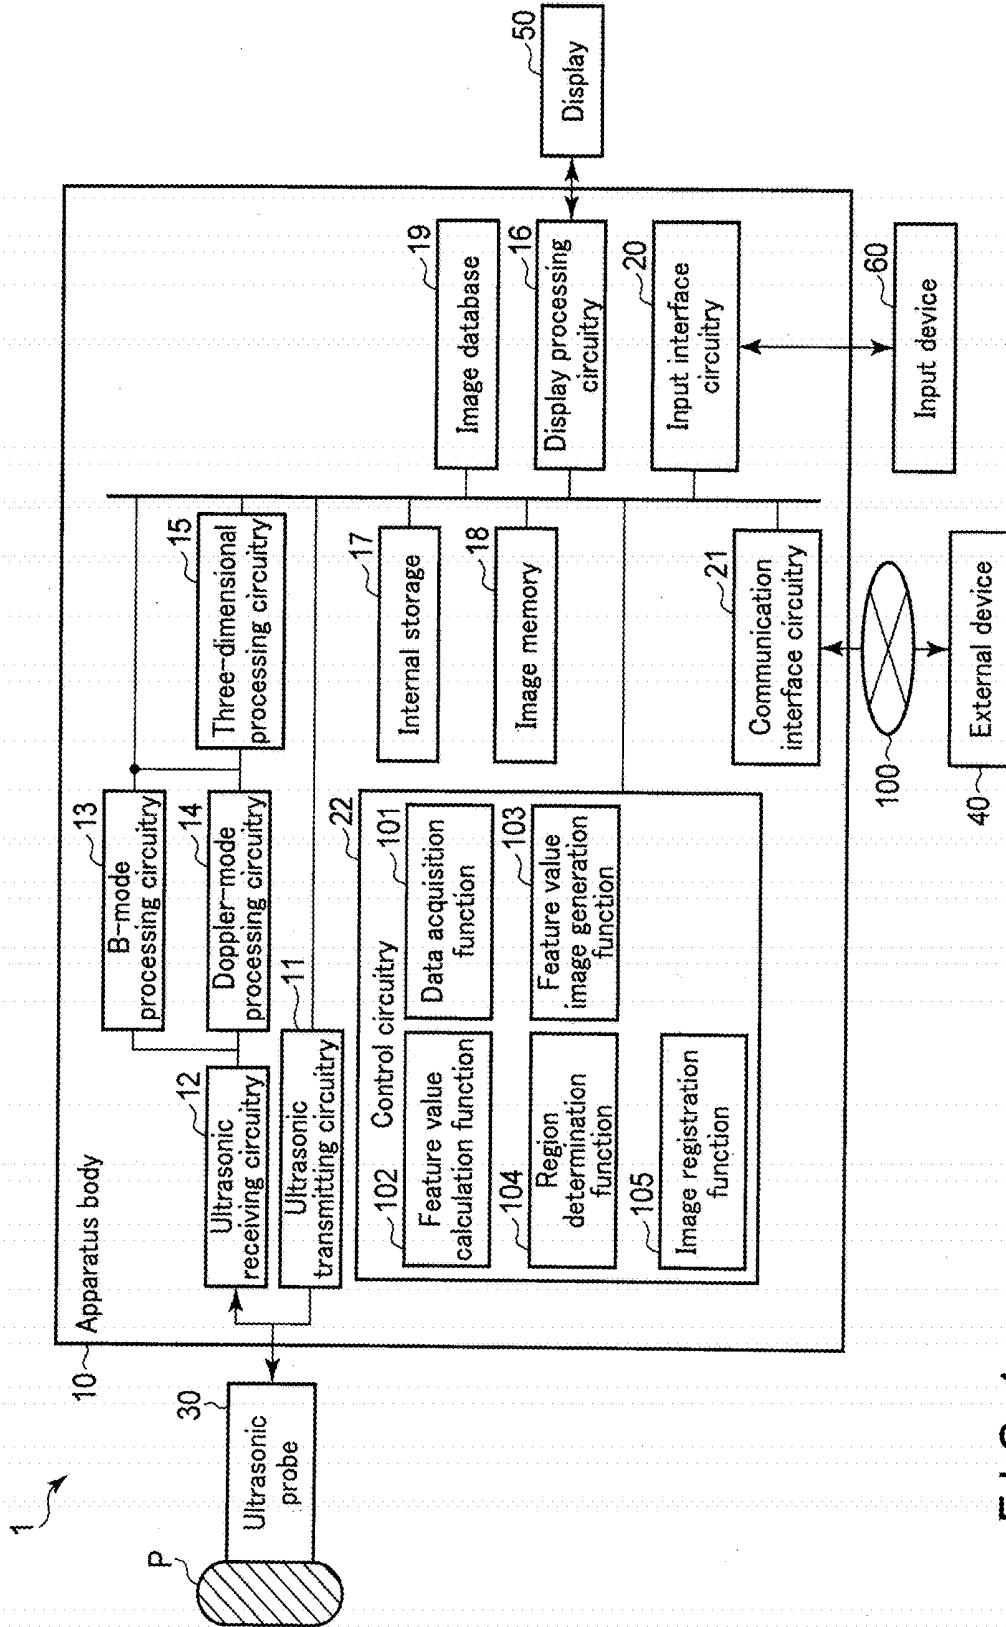 1
P
30
Ultrasonic
probe
10
Apparatus body
12
Ultrasonic
receiving circuitry
11
Ultrasonic
transmitting circuitry
13
B-mode
processing circuitry
14
Doppler-mode
processing circuitry
15
Three-dimensional
processing circuitry
22
Control circuitry
102
Feature value
calculation function
101
Data acquisition
function
104
Region
determination
function
103
Feature value
image generation
function
105
Image registration
function
17
Internal storage
18
Image memory
19
Image database
16
Display processing
circuitry
20
Input interface
circuitry
21
Communication
interface circuitry
50
Display
60
Input device
100
40
External device